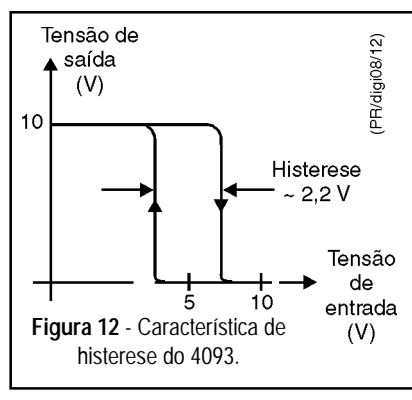 Tensão de
saída
(V)
(PR/digi08/12)
10
Histerese
~ 2,2 V
5
10
Tensão
de
entrada
(V)
Figura 12 - Característica de
histerese do 4093.